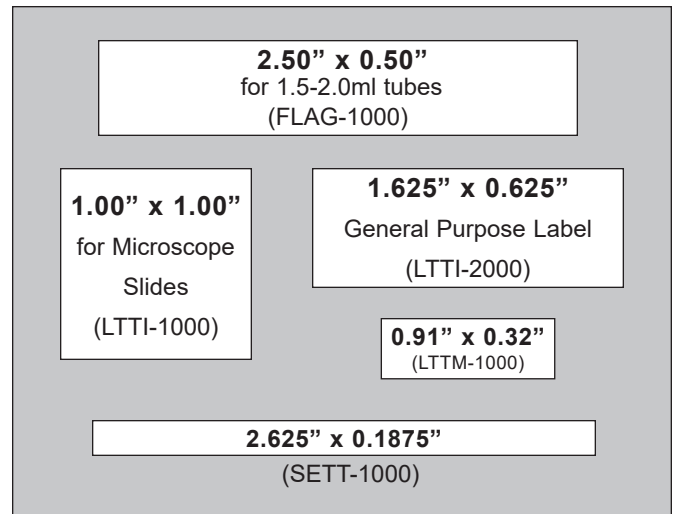 2.50” x 0.50”
for 1.5-2.0ml tubes
(FLAG-1000)
1.00” x 1.00”
for Microscope
Slides
(LTTI-1000)
1.625” x 0.625”
General Purpose Label
(LTTI-2000)
0.91” x 0.32”
(LTTM-1000)
2.625” x 0.1875”
(SETT-1000)